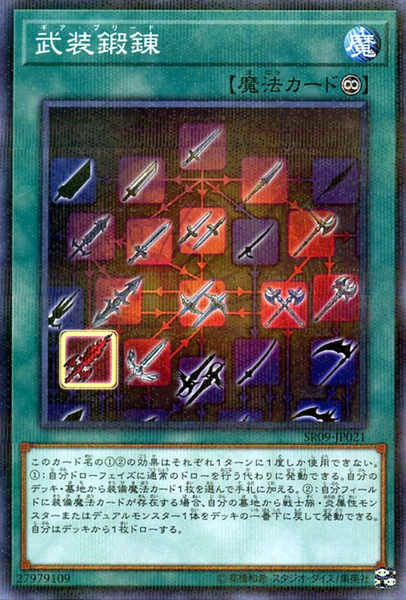 ギア・ブリード
武装鍛錬
魔
【魔法カード∞】
SR09-JP021
このカード名の①②の効果はそれぞれ1ターンに1度しか使用できない。
①:自分ドローフェイズに通常のドローを行う代わりに発動できる。自分の
デッキ・墓地から装備魔法カード1枚を選んで手札に加える。②:自分フィール
ドに装備魔法カードが存在する場合、自分の墓地から戦士族・炎属性モン
スターまたはデュアルモンスター1体をデッキの一番下に戻して発動できる。
自分はデッキから1枚ドローする。
27979109
©高橋和希 スタジオ・ダイス/集英社